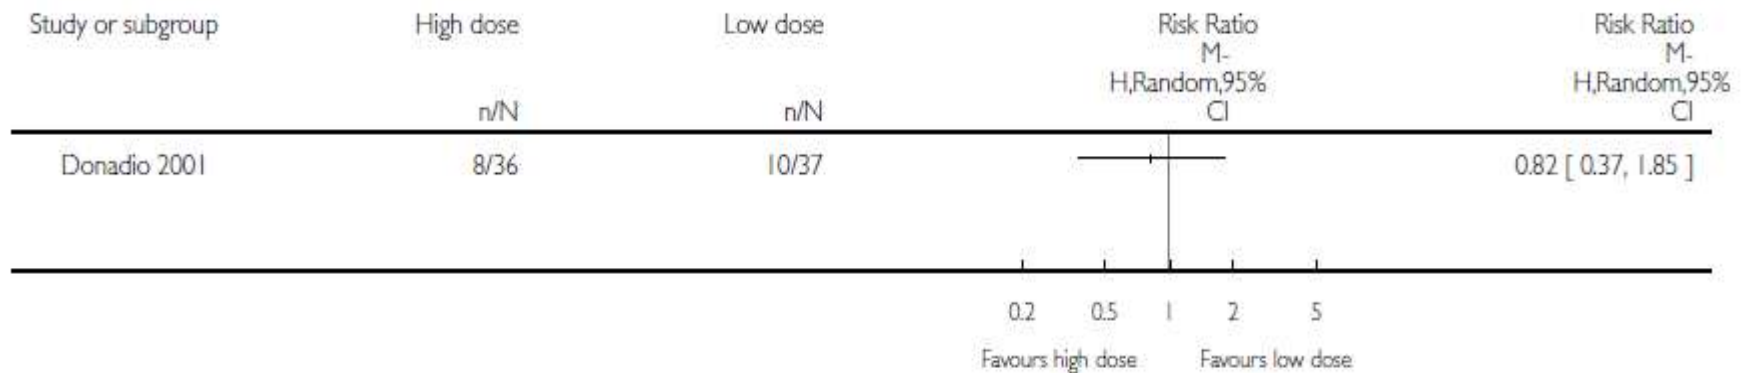 Study or subgroup High dose Low dose Risk Ratio Risk Ratio
M- M-
H,Random,95% H,Random,95%
n/N n/N CI CI
Donadio 2001 8/36 10/37 0.82 [ 0.37, 1.85 ]
0.2 0.5 1 2 5
Favours high dose Favours low dose